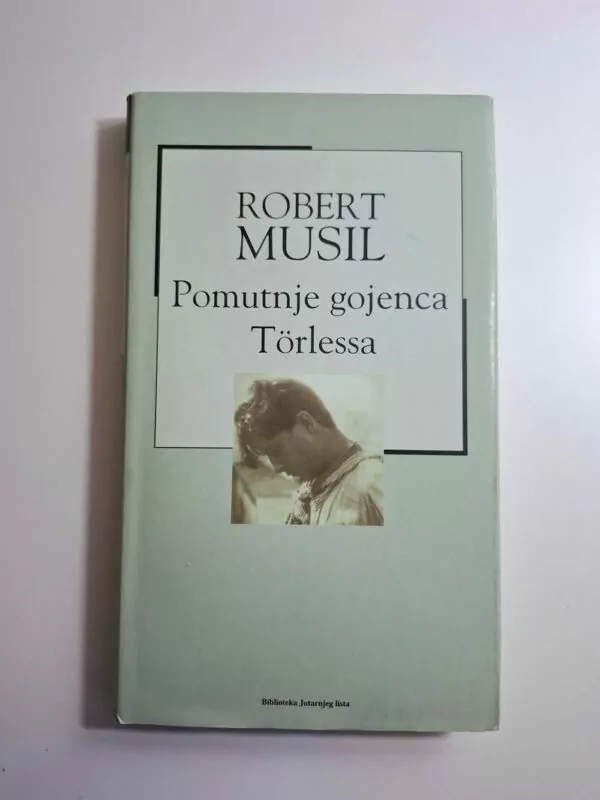 ROBERT
MUSIL
Pomutnje gojenca
Törlessa
Biblioteka Jutarnjeg lista